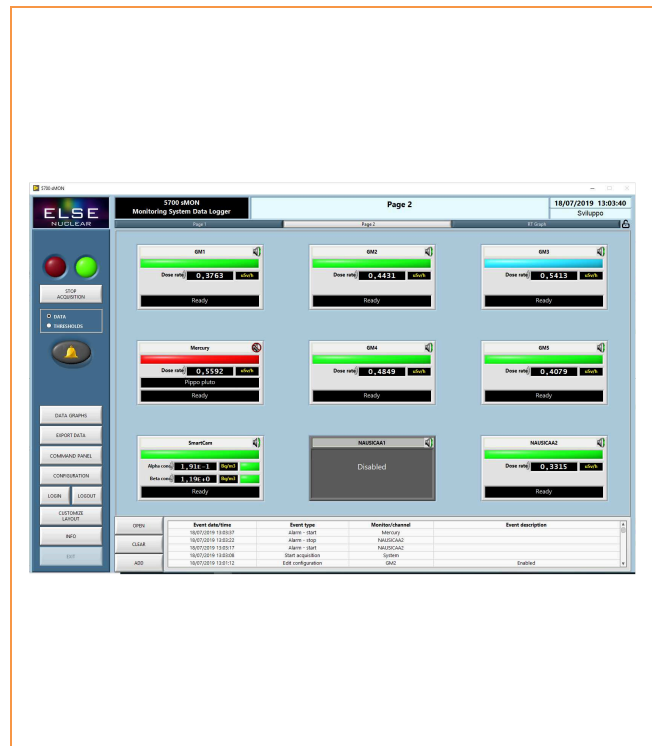 5700 sMON
ELSE
NUCLEAR
5700 sMON
Monitoring System Data Logger
Page 2
18/07/2019 13:03:40
Sviluppo
Page 1
Page 2
RT Graph
STOP
ACQUISITION
DATA
THRESHOLDS
DATA GRAPHS
EXPORT DATA
COMMAND PANEL
CONFIGURATION
LOGIN LOGOUT
CUSTOMIZE
LAYOUT
INFO
EXIT
GM1
Dose rate 0,3763 uSv/h
Ready
GM2
Dose rate 0,4431 uSv/h
Ready
GM3
Dose rate 0,5413 uSv/h
Ready
Mercury
Dose rate 0,5592 uSv/h
Pippo pluto
Ready
GM4
Dose rate 0,4849 uSv/h
Ready
GM5
Dose rate 0,4079 uSv/h
Ready
SmartCam
Alpha conc 1,91E-1 Bq/m3
Beta conc 1,19E+0 Bq/m3
Ready
NAUSICAA1
Disabled
NAUSICAA2
Dose rate 0,3315 uSv/h
Ready
OPEN
CLEAR
ADD
Event date/time Event type Monitor/channel Event description
18/07/2019 13:03:37 Alarm - start Mercury
18/07/2019 13:03:22 Alarm - stop NAUSICAA2
18/07/2019 13:03:17 Alarm - start NAUSICAA2
18/07/2019 13:03:08 Start acquisition System
18/07/2019 13:01:12 Edit configuration GM2 Enabled